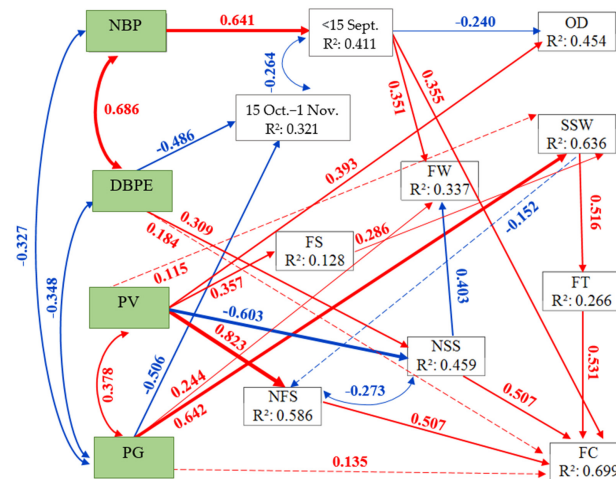 NBP
0.641
<15 Sept.
R²: 0.411
-0.240
OD
R²: 0.454
-0.264
0.355
0.351
15 Oct.–1 Nov.
R²: 0.321
0.686
-0.486
SSW
R²: 0.636
FW
R²: 0.337
0.393
DBPE
-0.152
0.309
0.184
FS
R²: 0.128
0.286
0.516
-0.327
-0.348
0.115
0.357
FT
R²: 0.266
PV
-0.603
0.403
0.823
NSS
R²: 0.459
0.531
0.378
-0.506
0.244
0.642
-0.273
NFS
R²: 0.586
0.507
0.507
PG
0.135
FC
R²: 0.699